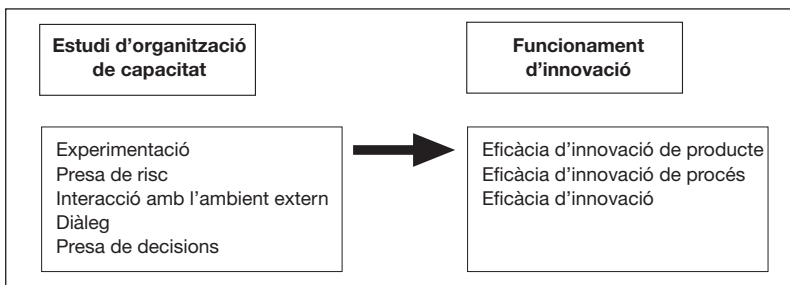 Estudi d’organització
de capacitat
Funcionament
d’innovació
Experimentació
Presa de risc
Interacció amb l’ambient extern
Diàleg
Presa de decisions
Eficàcia d’innovació de producte
Eficàcia d’innovació de procés
Eficàcia d’innovació